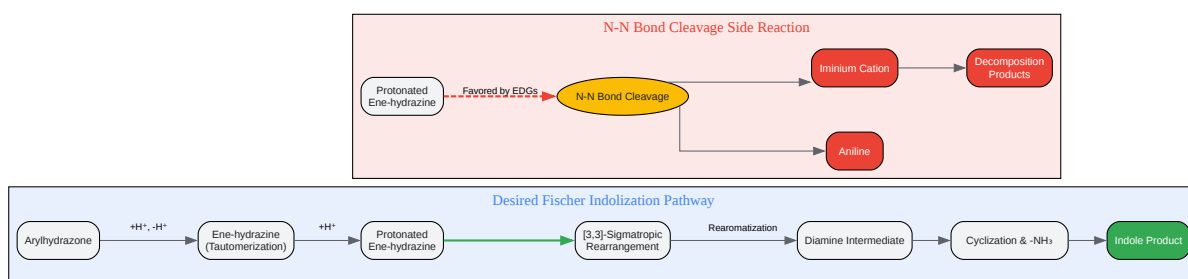 N-N Bond Cleavage Side Reaction
Protonated
Ene-hydrazine
Favored by EDGs
N-N Bond Cleavage
Iminium Cation
Decomposition
Products
Aniline
Desired Fischer Indolization Pathway
Arylhydrazone
+H⁺, -H⁺
Ene-hydrazine
(Tautomerization)
+H⁺
Protonated
Ene-hydrazine
[3,3]-Sigmatropic
Rearrangement
Rearomatization
Diamine Intermediate
Cyclization & -NH₃
Indole Product